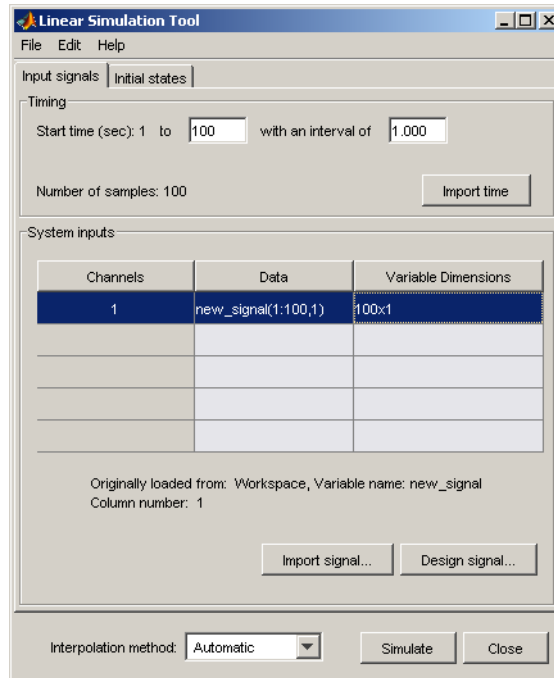 Linear Simulation Tool
File Edit Help
Input signals Initial states
Timing
Start time (sec): 1 to 100 with an interval of 1.000
Number of samples: 100 Import time
System inputs
Channels Data Variable Dimensions
1 new_signal(1:100,1) 100x1
Originally loaded from: Workspace, Variable name: new_signal
Column number: 1
Import signal... Design signal...
Interpolation method: Automatic Simulate Close